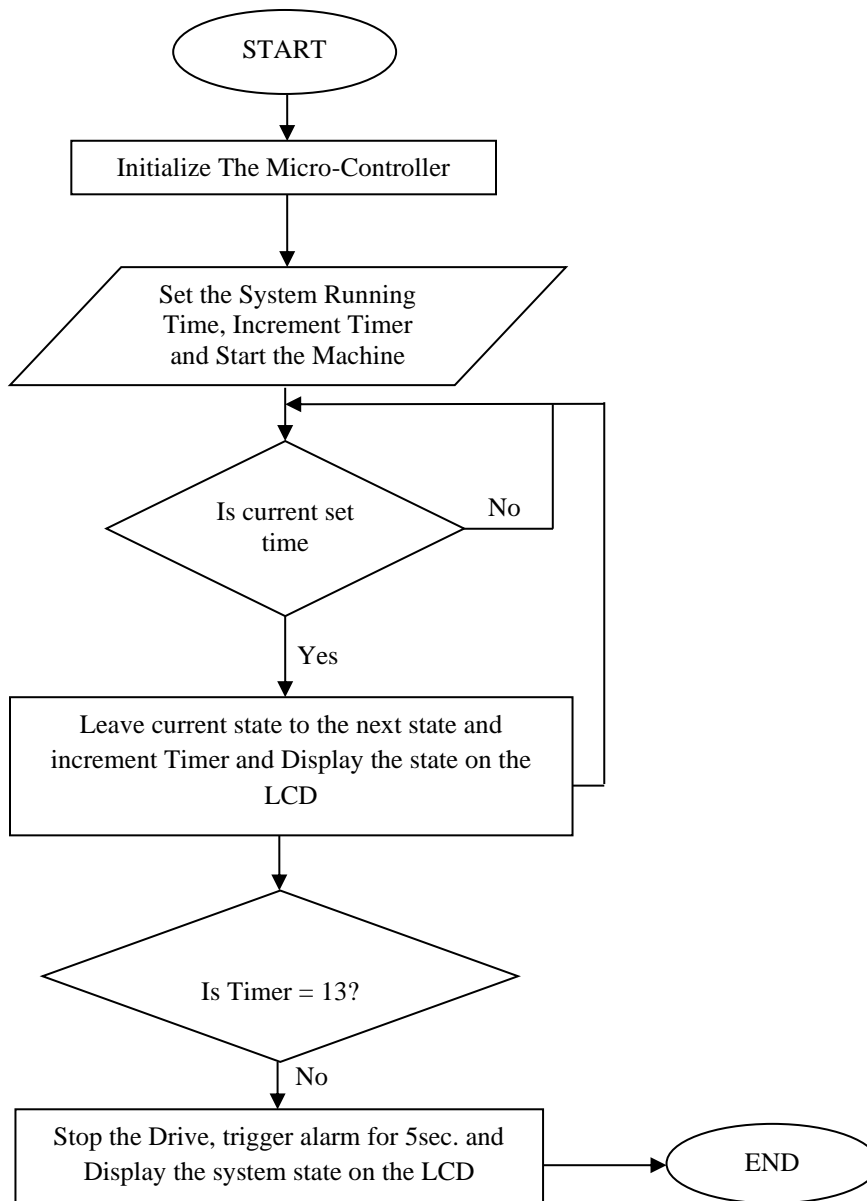 START
Initialize The Micro-Controller
Set the System Running
Time, Increment Timer
and Start the Machine
Is current set
time
No
Yes
Leave current state to the next state and
increment Timer and Display the state on the
LCD
Is Timer = 13?
No
Stop the Drive, trigger alarm for 5sec. and
Display the system state on the LCD
END